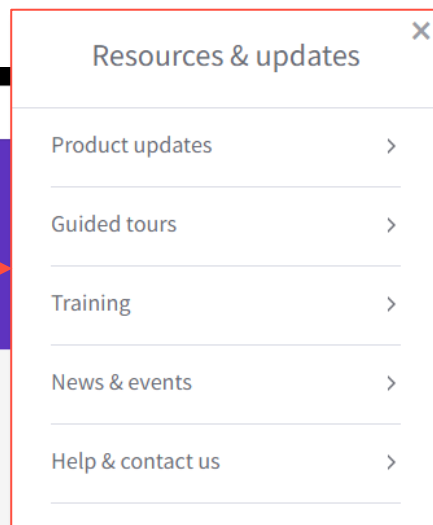 Resources & updates
Product updates
Guided tours
Training
News & events
Help & contact us